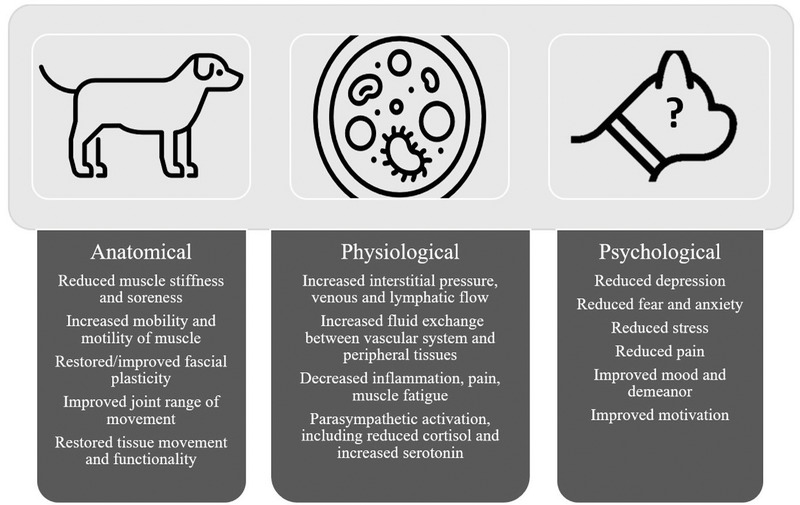 ?
Anatomical
Reduced muscle stiffness
and soreness
Increased mobility and
motility of muscle
Restored/improved fascial
plasticity
Improved joint range of
movement
Restored tissue movement
and functionality
Physiological
Increased interstitial pressure,
venous and lymphatic flow
Increased fluid exchange
between vascular system and
peripheral tissues
Decreased inflammation, pain,
muscle fatigue
Parasympathetic activation,
including reduced cortisol and
increased serotonin
Psychological
Reduced depression
Reduced fear and anxiety
Reduced stress
Reduced pain
Improved mood and
demeanor
Improved motivation